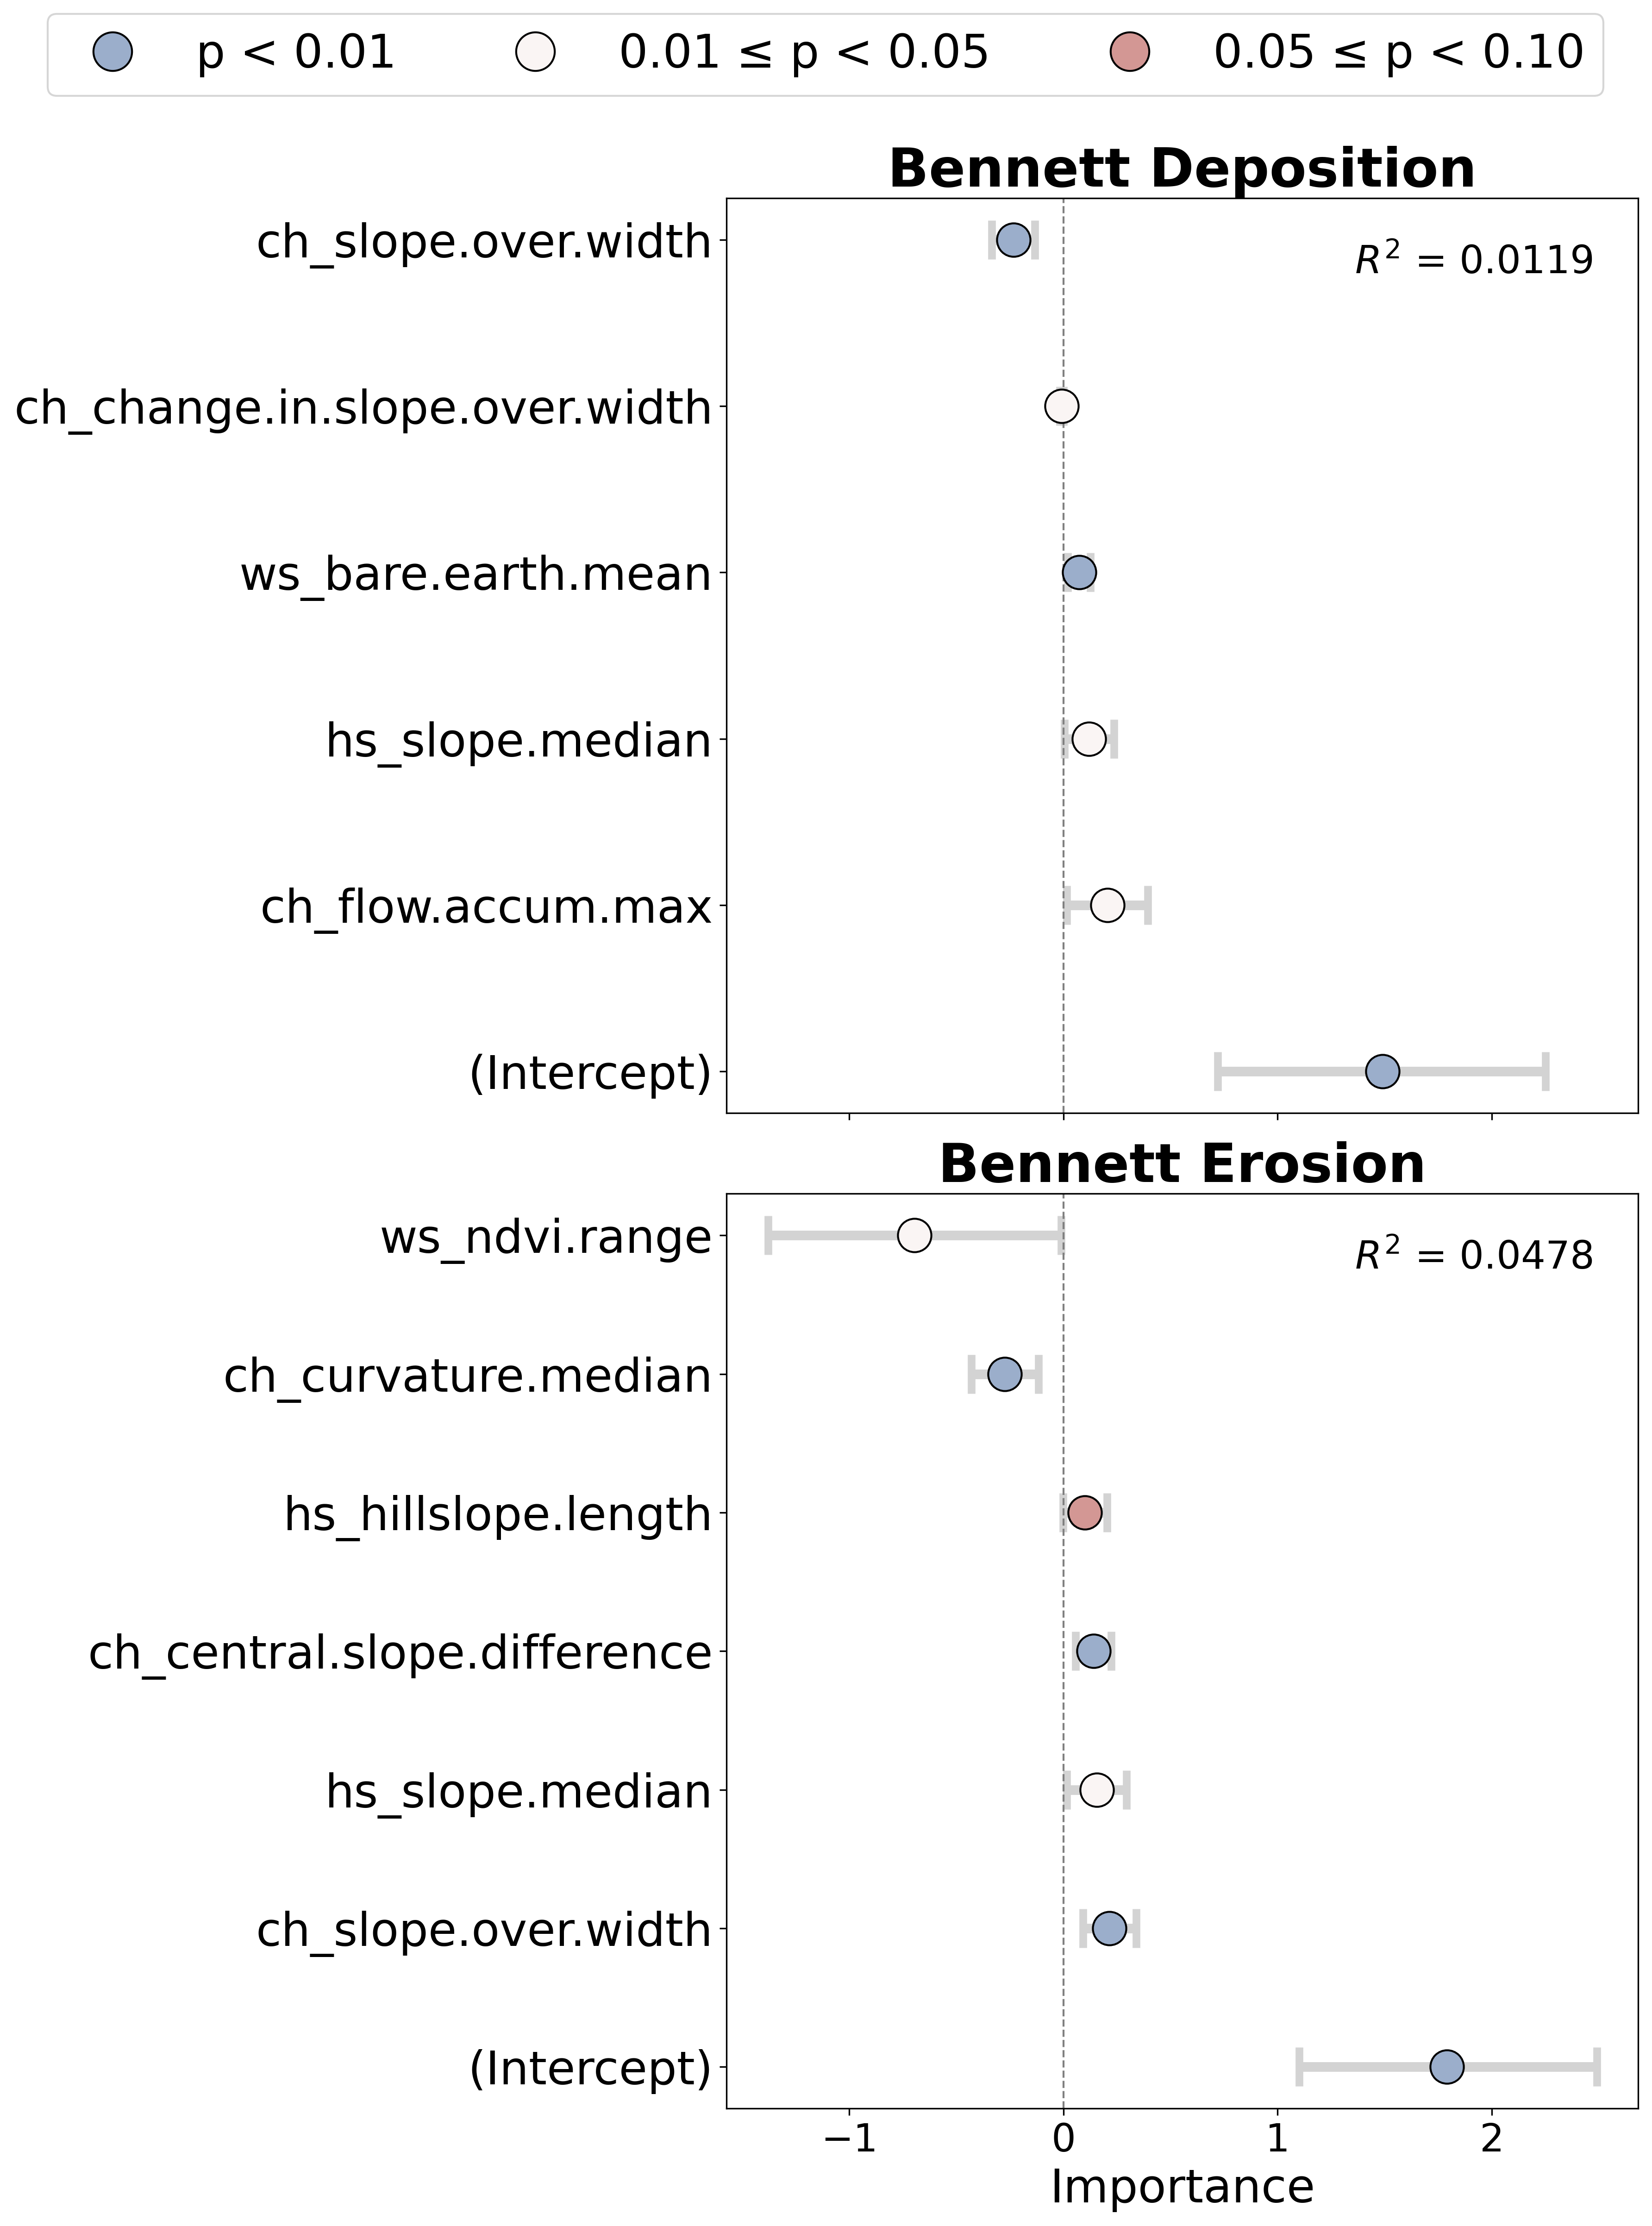 p < 0.01 0.01 ≤ p < 0.05 0.05 ≤ p < 0.10
Bennett Deposition
ch_slope.over.width
R² = 0.0119
ch_change.in.slope.over.width
ws_bare.earth.mean
hs_slope.median
ch_flow.accum.max
(Intercept)
Bennett Erosion
ws_ndvi.range
R² = 0.0478
ch_curvature.median
hs_hillslope.length
ch_central.slope.difference
hs_slope.median
ch_slope.over.width
(Intercept)
−1 0 1 2
Importance